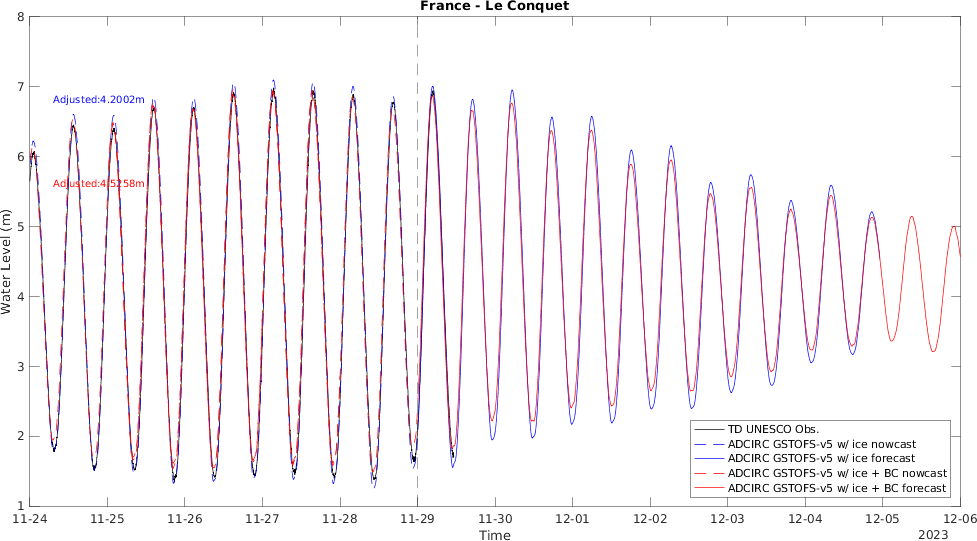 France - Le Conquet
8
7
6
5
4
3
2
1
Water Level (m)
Adjusted:4.2002m
Adjusted:4.5258m
TD UNESCO Obs.
ADCIRC GSTOFS-v5 w/ ice nowcast
ADCIRC GSTOFS-v5 w/ ice forecast
ADCIRC GSTOFS-v5 w/ ice + BC nowcast
ADCIRC GSTOFS-v5 w/ ice + BC forecast
11-24 11-25 11-26 11-27 11-28 11-29 11-30 12-01 12-02 12-03 12-04 12-05 12-06
Time
2023